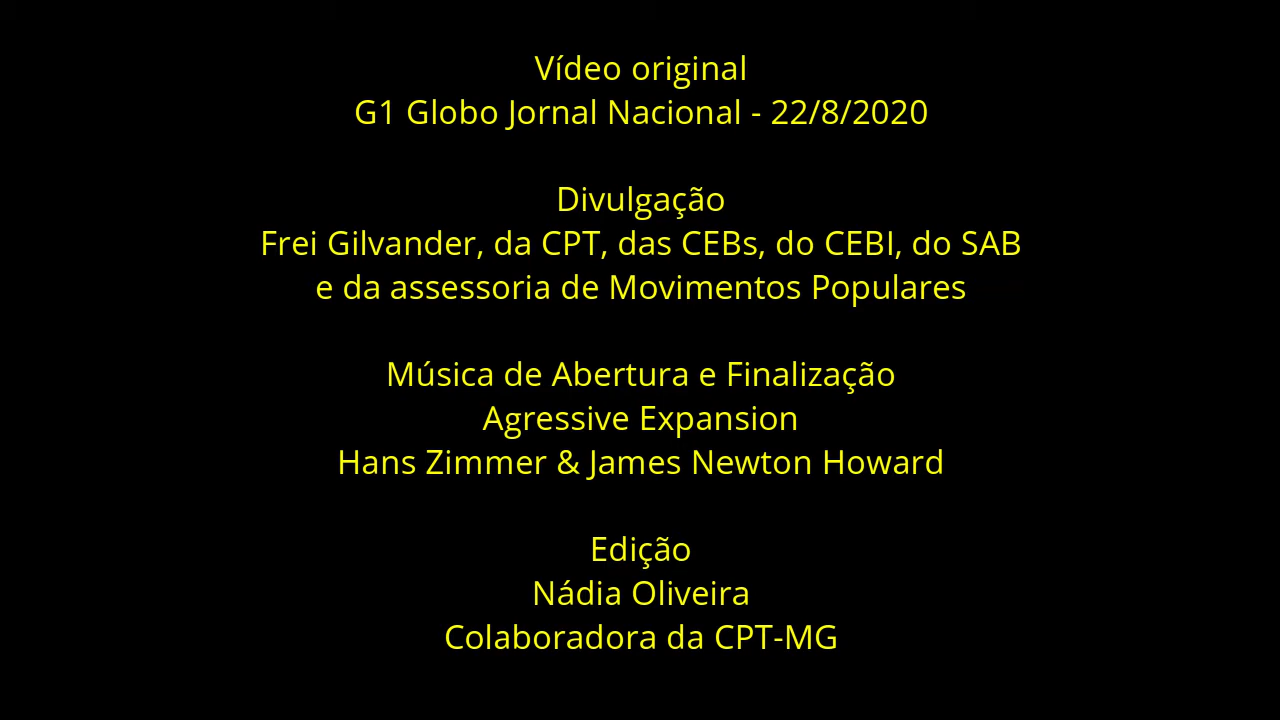 Vídeo original
G1 Globo Jornal Nacional - 22/8/2020
Divulgação
Frei Gilvander, da CPT, das CEBs, do CEBI, do SAB
e da assessoria de Movimentos Populares
Música de Abertura e Finalização
Agressive Expansion
Hans Zimmer & James Newton Howard
Edição
Nádia Oliveira
Colaboradora da CPT-MG